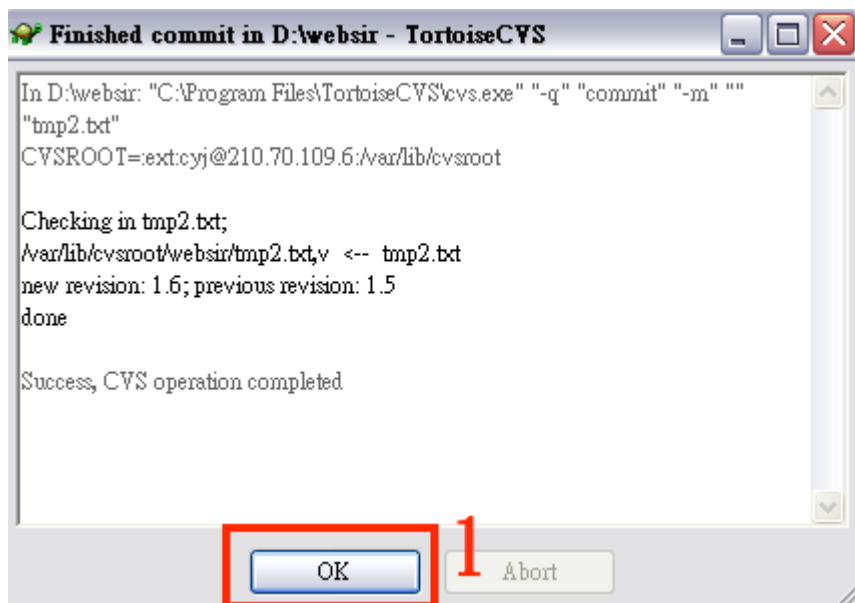 Finished commit in D:\websir - TortoiseCVS
In D:\websir: "C:\Program Files\TortoiseCVS\cvs.exe" "-q" "commit" "-m" ""
"tmp2.txt"
CVSROOT=:ext:cyj@210.70.109.6:/var/lib/cvsroot
Checking in tmp2.txt;
/var/lib/cvsroot/websir/tmp2.txt,v <-- tmp2.txt
new revision: 1.6; previous revision: 1.5
done
Success, CVS operation completed
OK 1 Abort